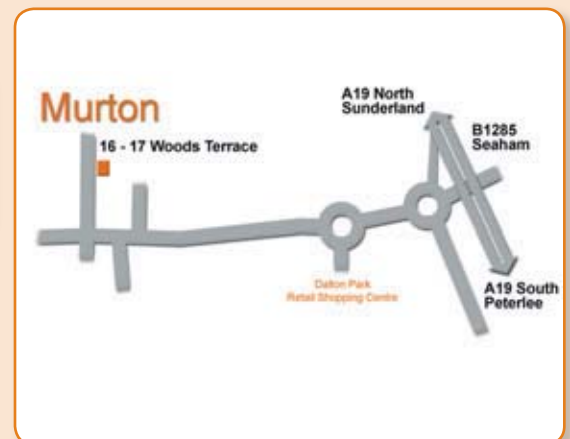 Murton
16 - 17 Woods Terrace
A19 North
Sunderland
B1285
Seaham
Dalton Park
Retail Shopping Centre
A19 South
Peterlee